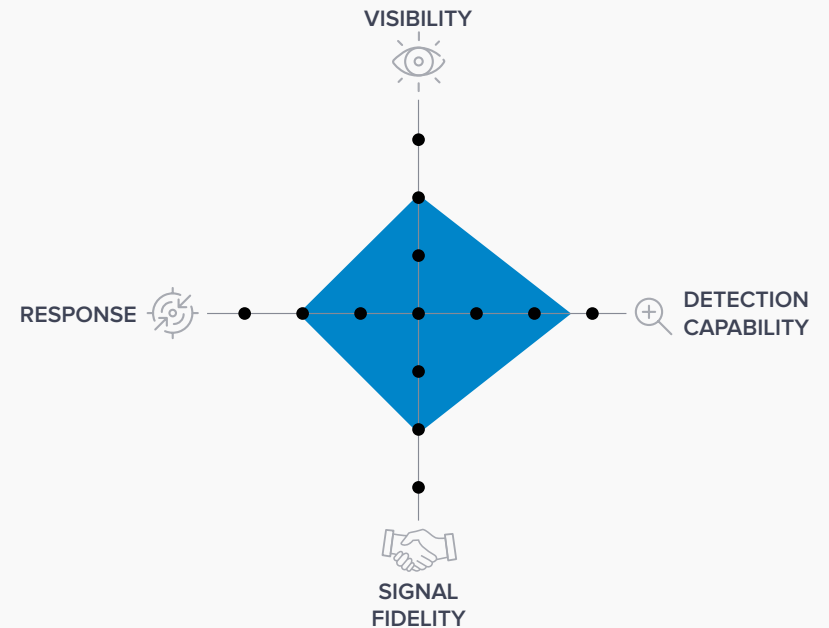 VISIBILITY
RESPONSE
DETECTION
CAPABILITY
SIGNAL
FIDELITY